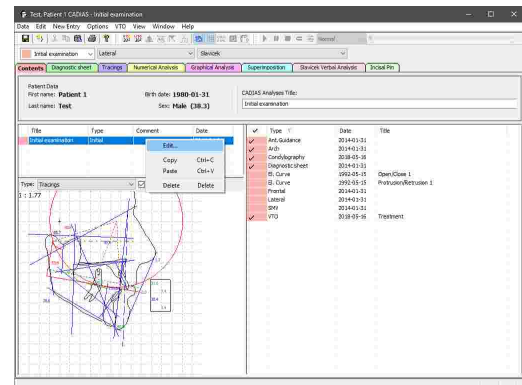 Test, Patient 1 CADIAS - Initial examination
Data Edit New Entry Options VTO View Window Help
Normal
Initial examination Lateral Slavicek
Contents Diagnostic sheet Tracings Numerical Analysis Graphical Analysis Superimposition Slavicek Verbal Analysis Incisal Pin
Patient Data
First name: Patient 1 Birth date: 1980-01-31 CADIAS Analyses Title:
Last name: Test Sex: Male (38.3) Initial examination
Title Type Comment Date
Initial examination Initial
Edit...
Copy Ctrl+C
Paste Ctrl+V
Delete Delete
Type: Tracings
1 : 1.77
Type Date Title
Ant. Guidance 2014-01-31
Arch 2014-01-31
Condylography 2018-05-16
Diagnostic sheet 2014-01-31
El. Curve 1992-05-15 Open/Close 1
El. Curve 1992-05-15 Protrusion/Retrusion 1
Frontal 2014-01-31
Lateral 2014-01-31
SMV 2014-01-31
VTO 2018-05-16 Treatment